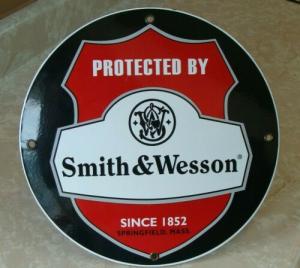 PROTECTED BY
Smith & Wesson®
SINCE 1852
SPRINGFIELD, MASS.